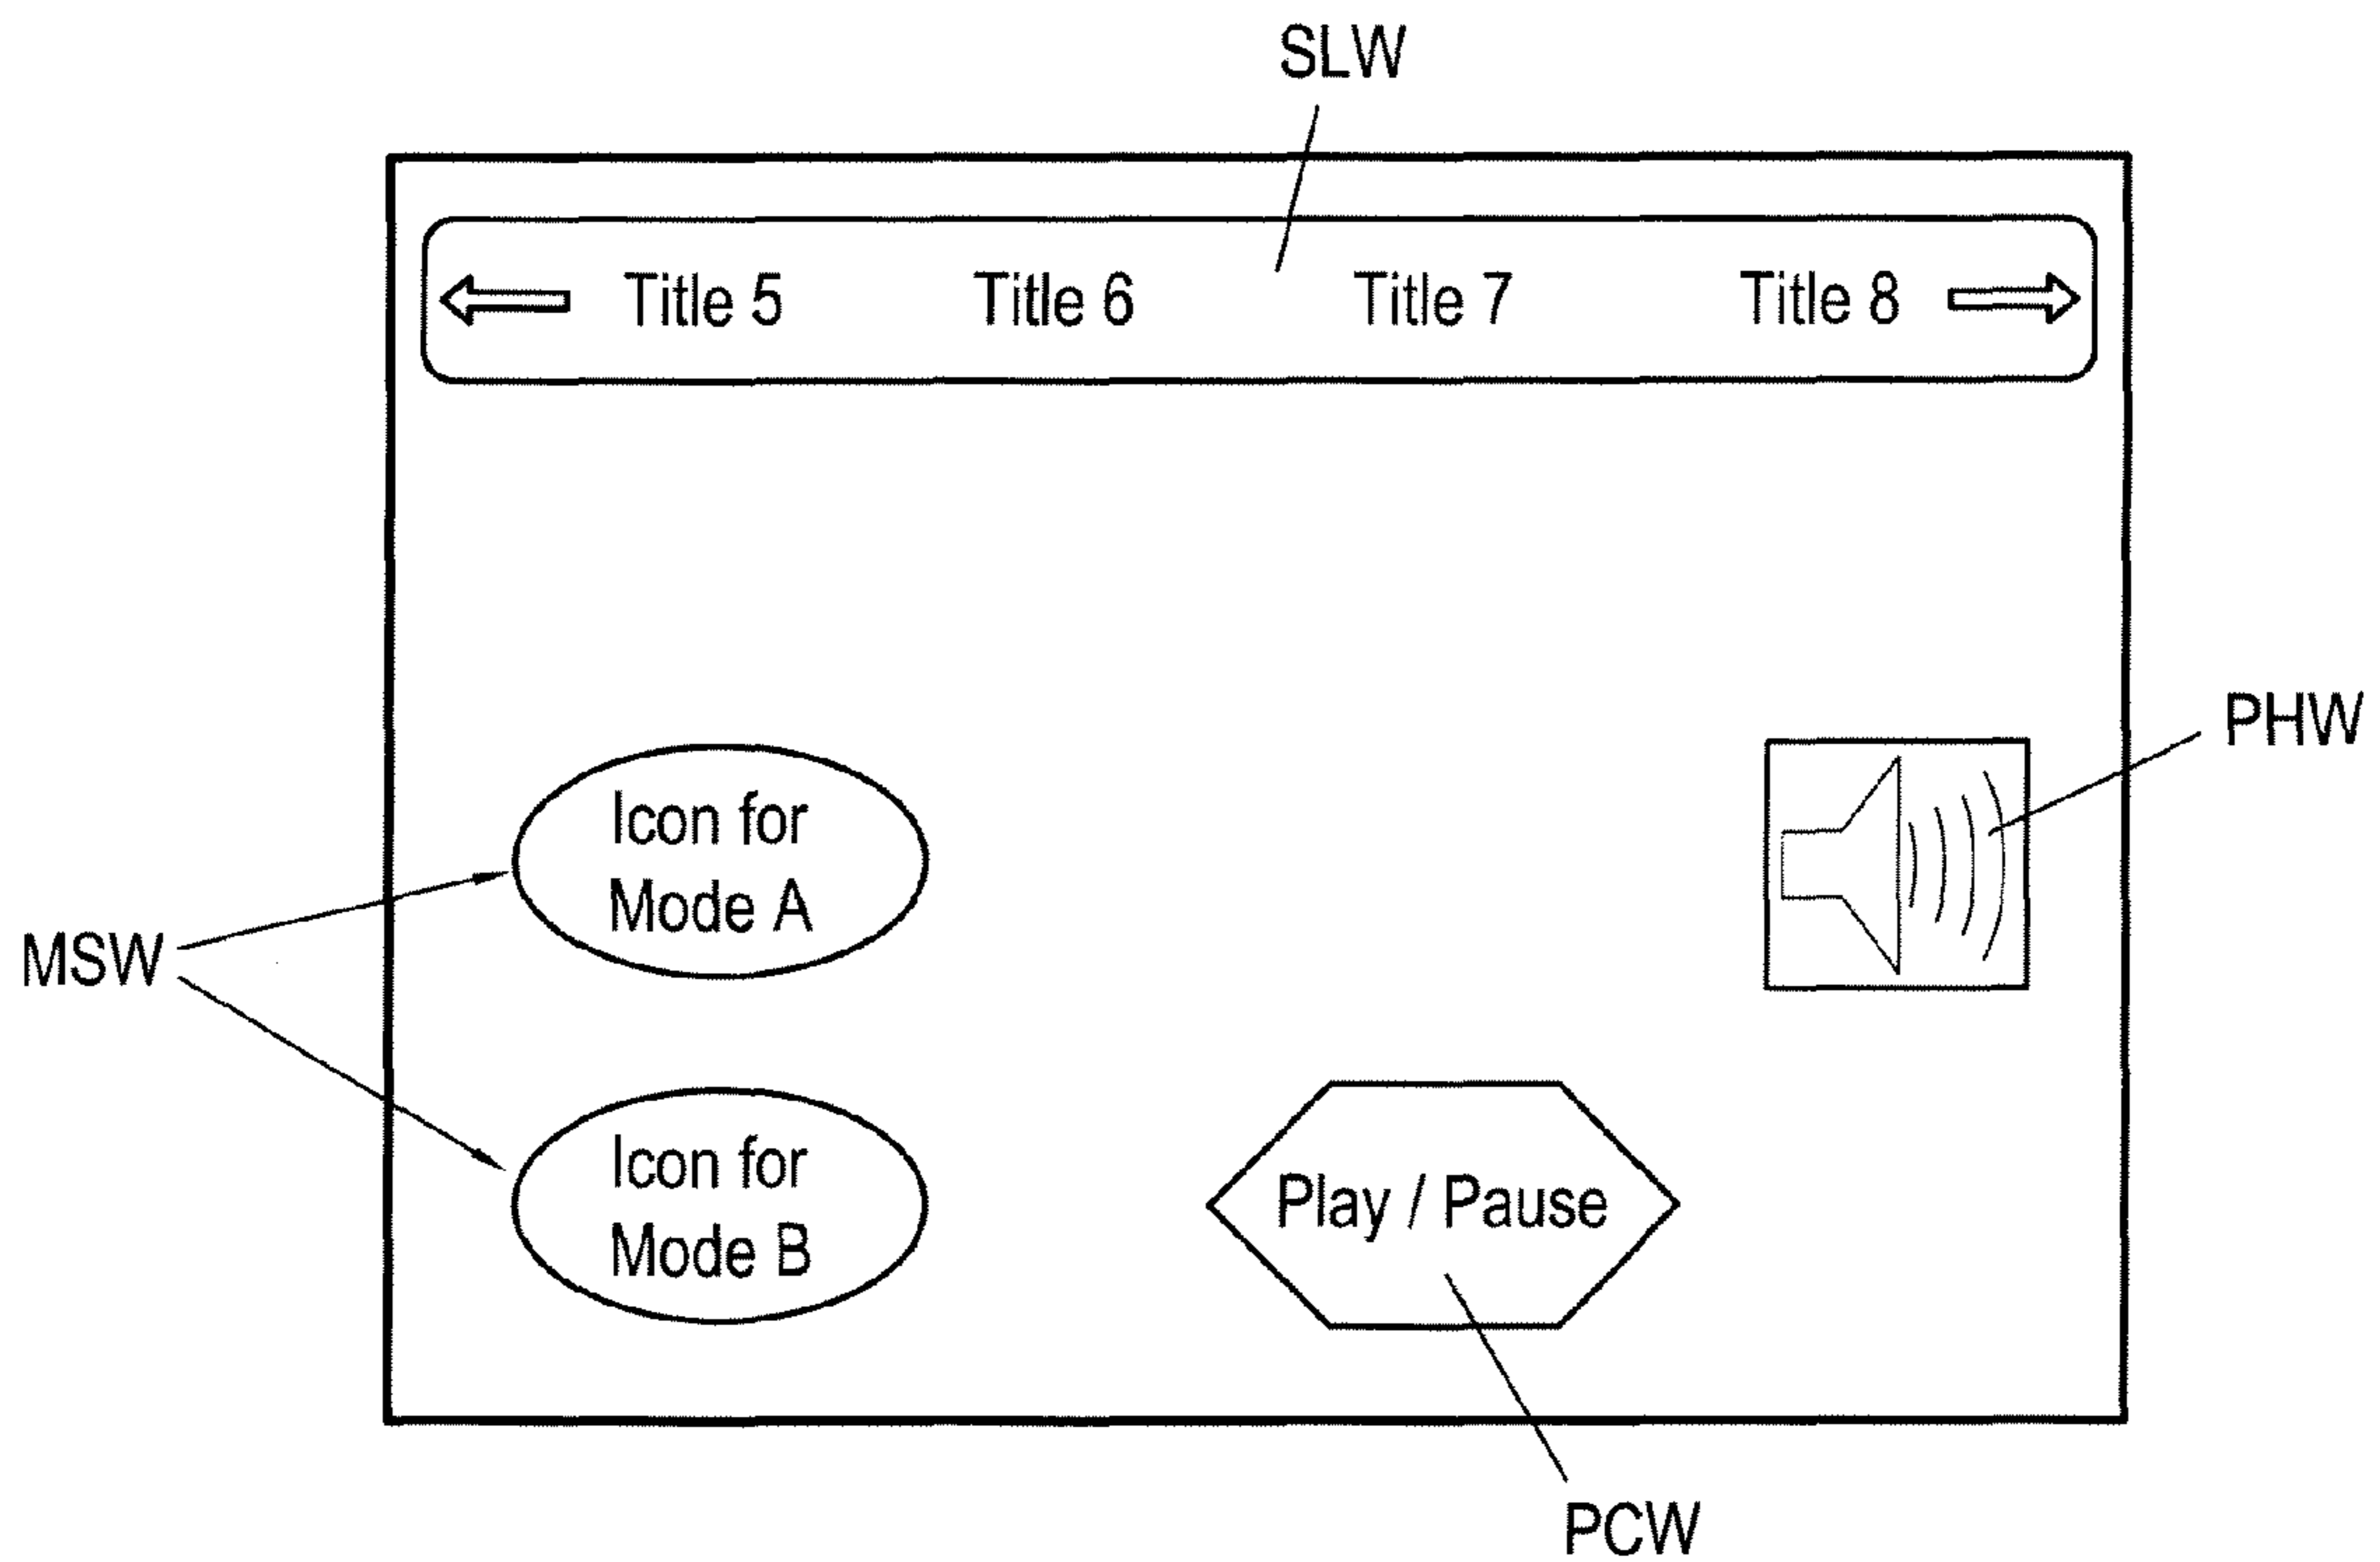 SLW
Title 5 Title 6 Title 7 Title 8
PHW
Icon for
Mode A
MSW
Icon for
Mode B
Play / Pause
PCW